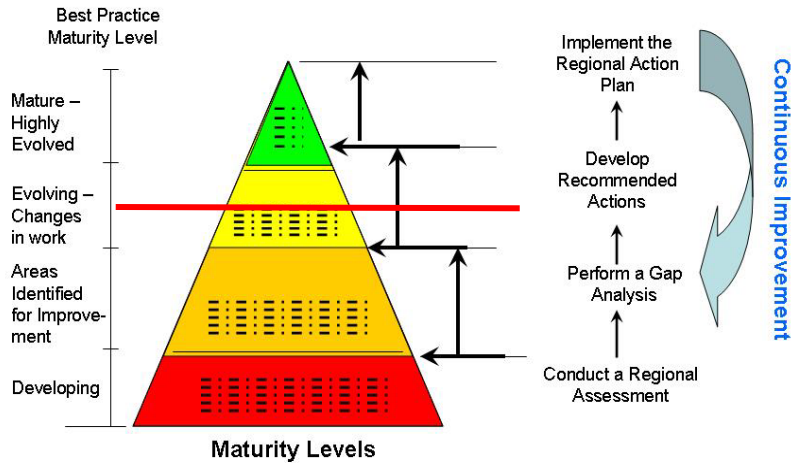 Best Practice
Maturity Level
Mature –
Highly
Evolved
Evolving –
Changes
in work
Areas
Identified
for Improve-
ment
Developing
Maturity Levels
Implement the
Regional Action
Plan
Develop
Recommended
Actions
Perform a Gap
Analysis
Conduct a Regional
Assessment
Continuous Improvement